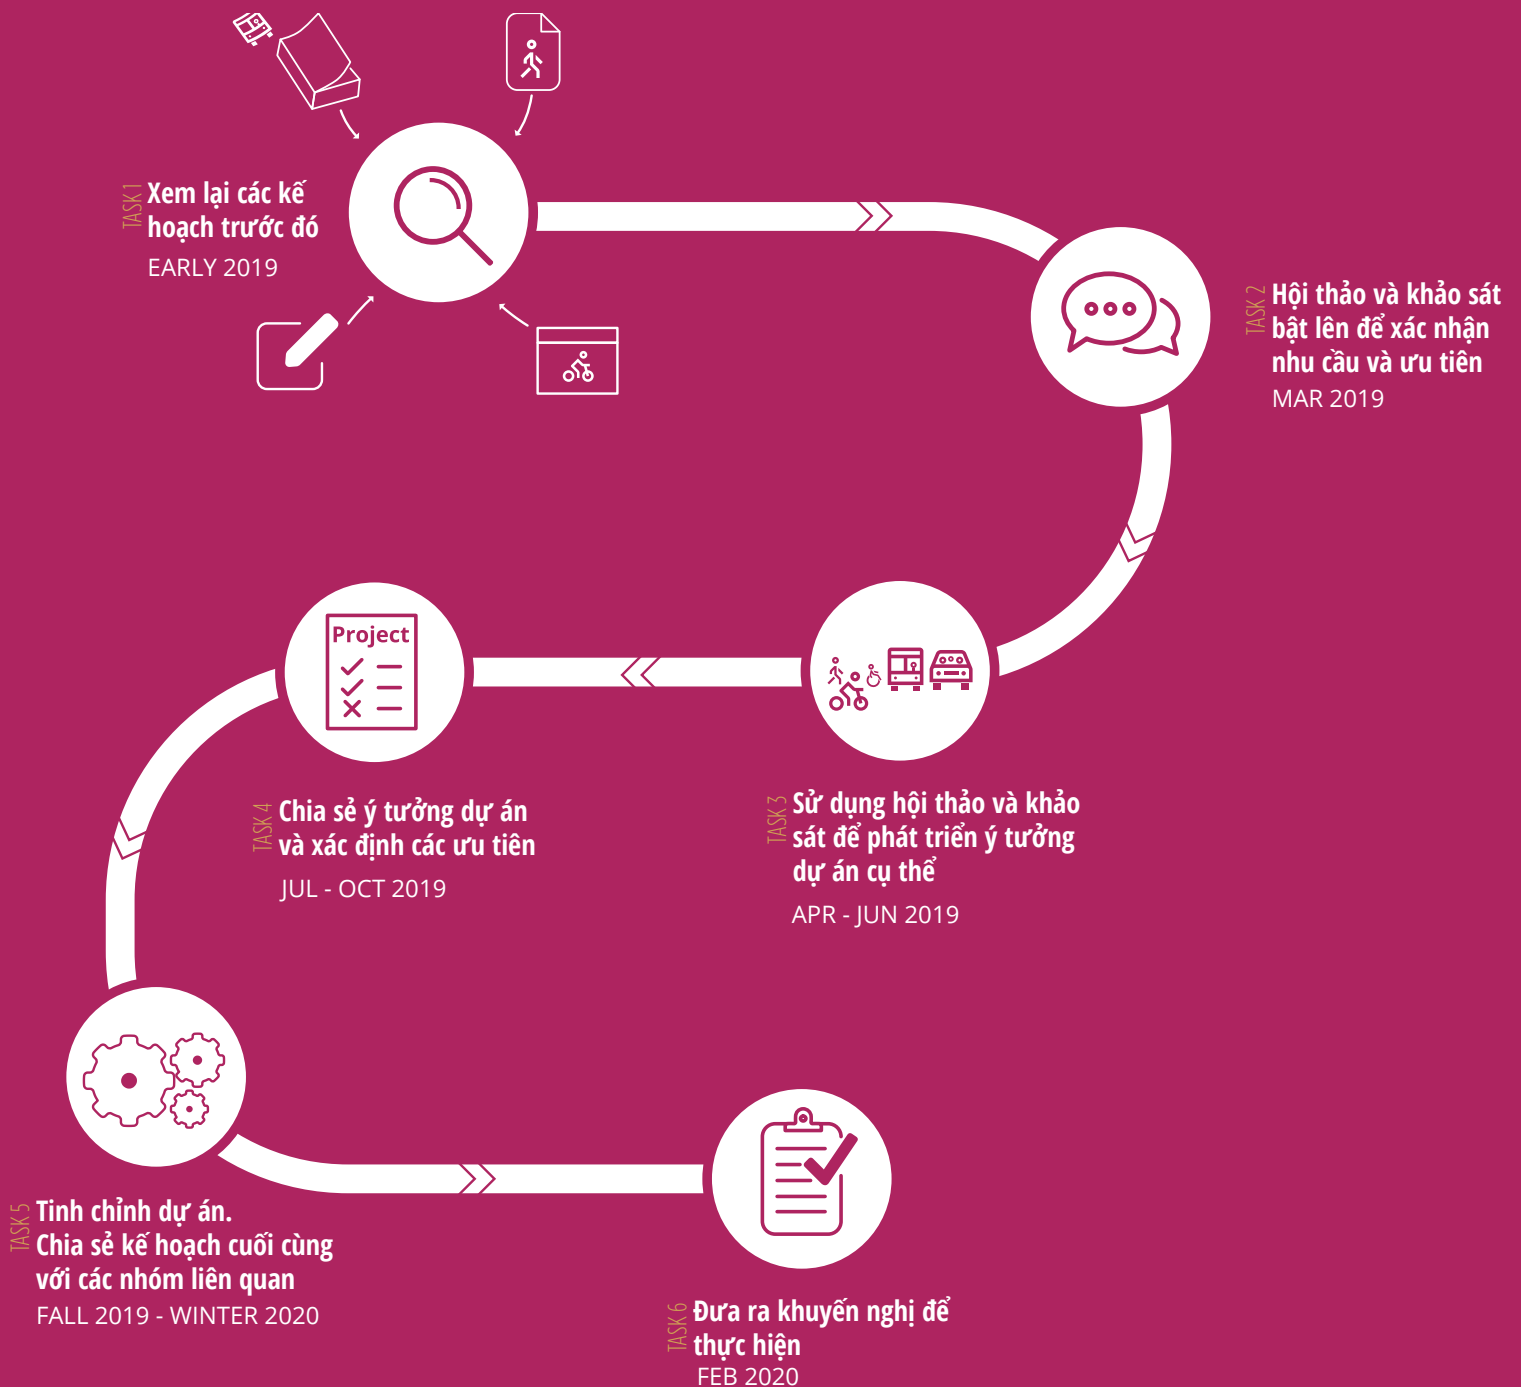 TASK 1
Xem lại các kế
hoạch trước đó
EARLY 2019
TASK 2
Hội thảo và khảo sát
bật lên để xác nhận
nhu cầu và ưu tiên
MAR 2019
Project
TASK 4
Chia sẻ ý tưởng dự án
và xác định các ưu tiên
JUL - OCT 2019
TASK 3
Sử dụng hội thảo và khảo
sát để phát triển ý tưởng
dự án cụ thể
APR - JUN 2019
TASK 5
Tinh chỉnh dự án.
Chia sẻ kế hoạch cuối cùng
với các nhóm liên quan
FALL 2019 - WINTER 2020
TASK 6
Đưa ra khuyến nghị để
thực hiện
FEB 2020